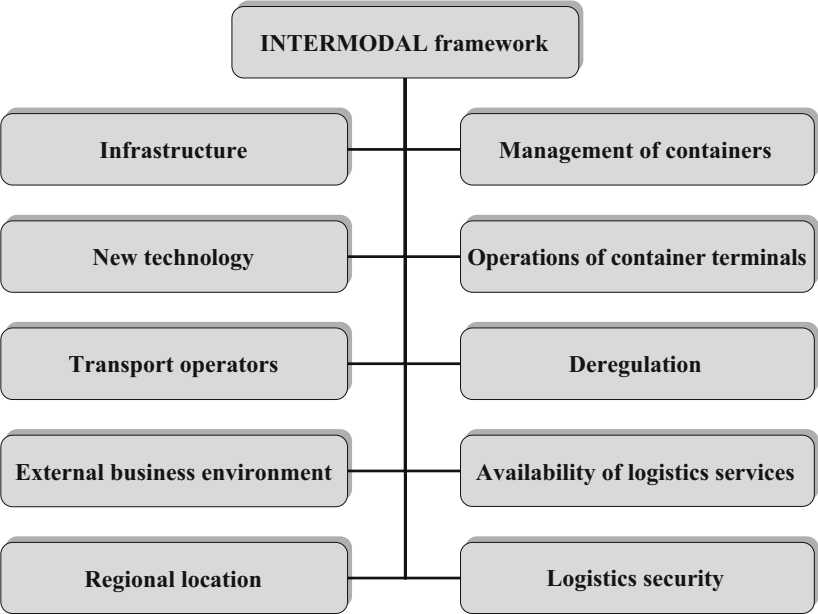 INTERMODAL framework
Infrastructure
Management of containers
New technology
Operations of container terminals
Transport operators
Deregulation
External business environment
Availability of logistics services
Regional location
Logistics security